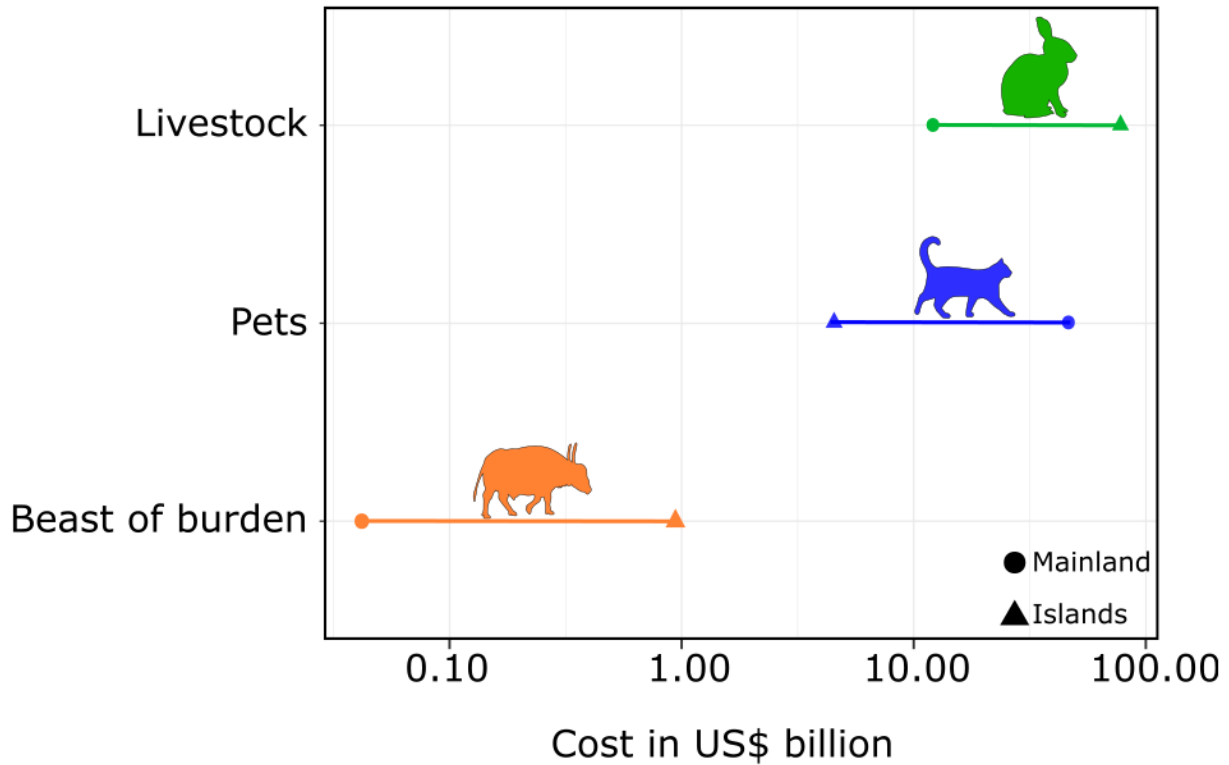 Livestock
Pets
Beast of burden
Mainland
Islands
0.10 1.00 10.00 100.00
Cost in US$ billion